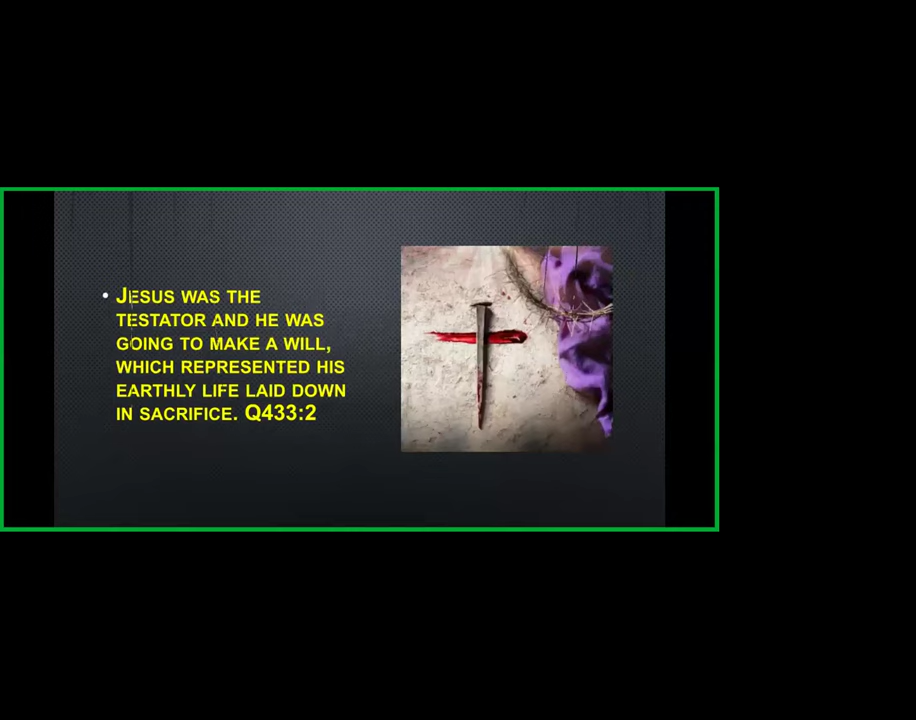 • JESUS WAS THE
TESTATOR AND HE WAS
GOING TO MAKE A WILL,
WHICH REPRESENTED HIS
EARTHLY LIFE LAID DOWN
IN SACRIFICE. Q433:2